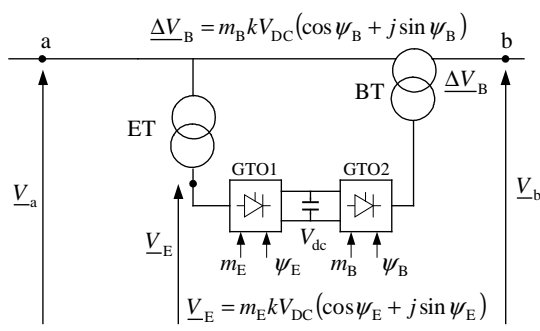 ΔV_B = m_B kV_DC (cos ψ_B + j sin ψ_B)
a
b
BT
ΔV_B
ET
GTO1
GTO2
V_a
V_b
V_E
V_dc
m_E
ψ_E
m_B
ψ_B
V_E = m_E kV_DC (cos ψ_E + j sin ψ_E)